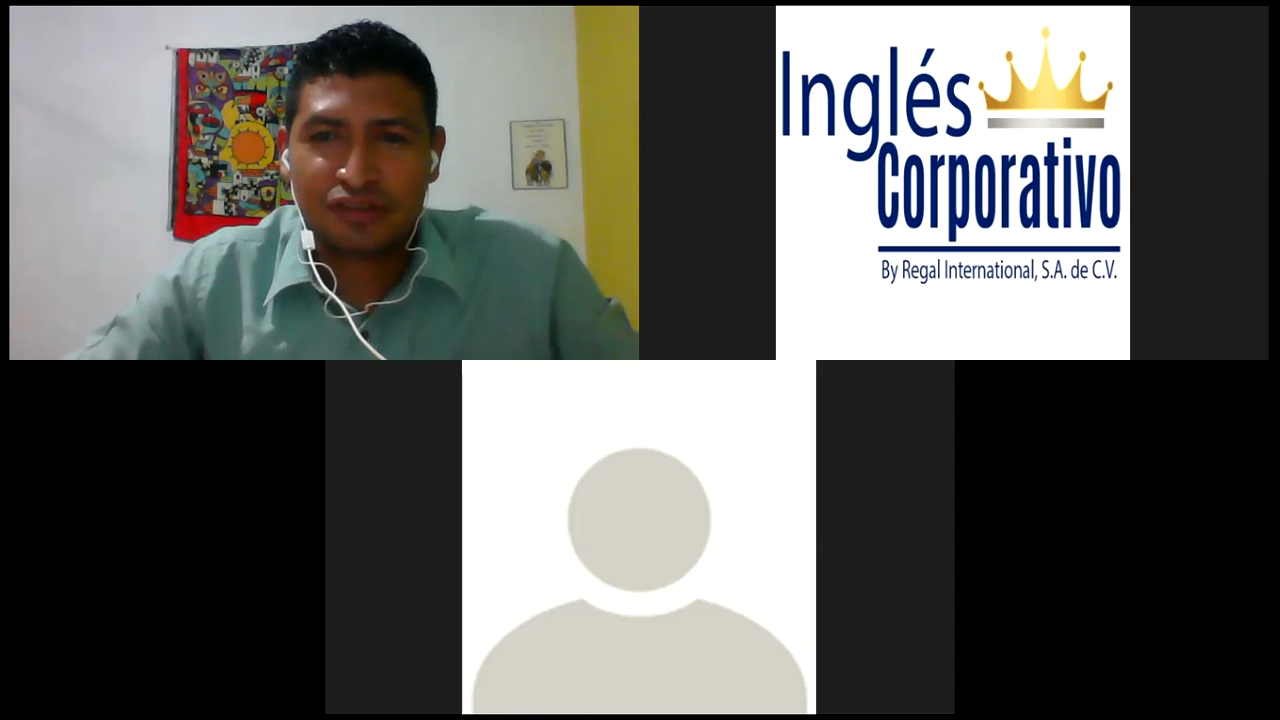 Inglés
Corporativo
By Regal International, S.A. de C.V.